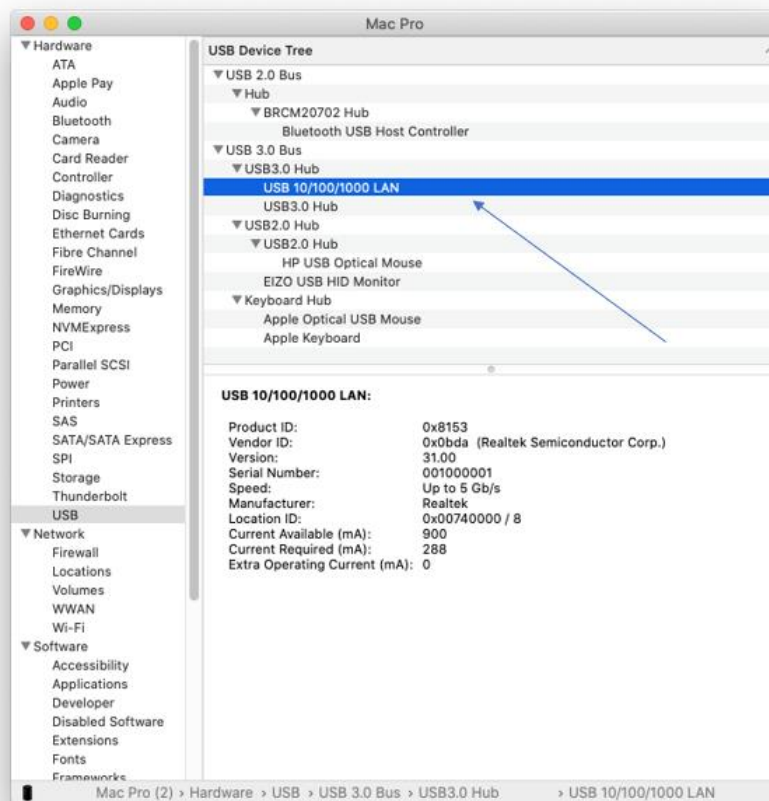 Mac Pro
Hardware
ATA
Apple Pay
Audio
Bluetooth
Camera
Card Reader
Controller
Diagnostics
Disc Burning
Ethernet Cards
Fibre Channel
FireWire
Graphics/Displays
Memory
NVMExpress
PCI
Parallel SCSI
Power
Printers
SAS
SATA/SATA Express
SPI
Storage
Thunderbolt
USB
Network
Firewall
Locations
Volumes
WWAN
Wi-Fi
Software
Accessibility
Applications
Developer
Disabled Software
Extensions
Fonts
Frameworks
USB Device Tree
USB 2.0 Bus
Hub
BRCM20702 Hub
Bluetooth USB Host Controller
USB 3.0 Bus
USB3.0 Hub
USB 10/100/1000 LAN
USB3.0 Hub
USB2.0 Hub
USB2.0 Hub
HP USB Optical Mouse
EIZO USB HID Monitor
Keyboard Hub
Apple Optical USB Mouse
Apple Keyboard
USB 10/100/1000 LAN:
Product ID: 0x8153
Vendor ID: 0x0bda (Realtek Semiconductor Corp.)
Version: 31.00
Serial Number: 001000001
Speed: Up to 5 Gb/s
Manufacturer: Realtek
Location ID: 0x00740000 / 8
Current Available (mA): 900
Current Required (mA): 288
Extra Operating Current (mA): 0
Mac Pro (2) › Hardware › USB › USB 3.0 Bus › USB3.0 Hub › USB 10/100/1000 LAN